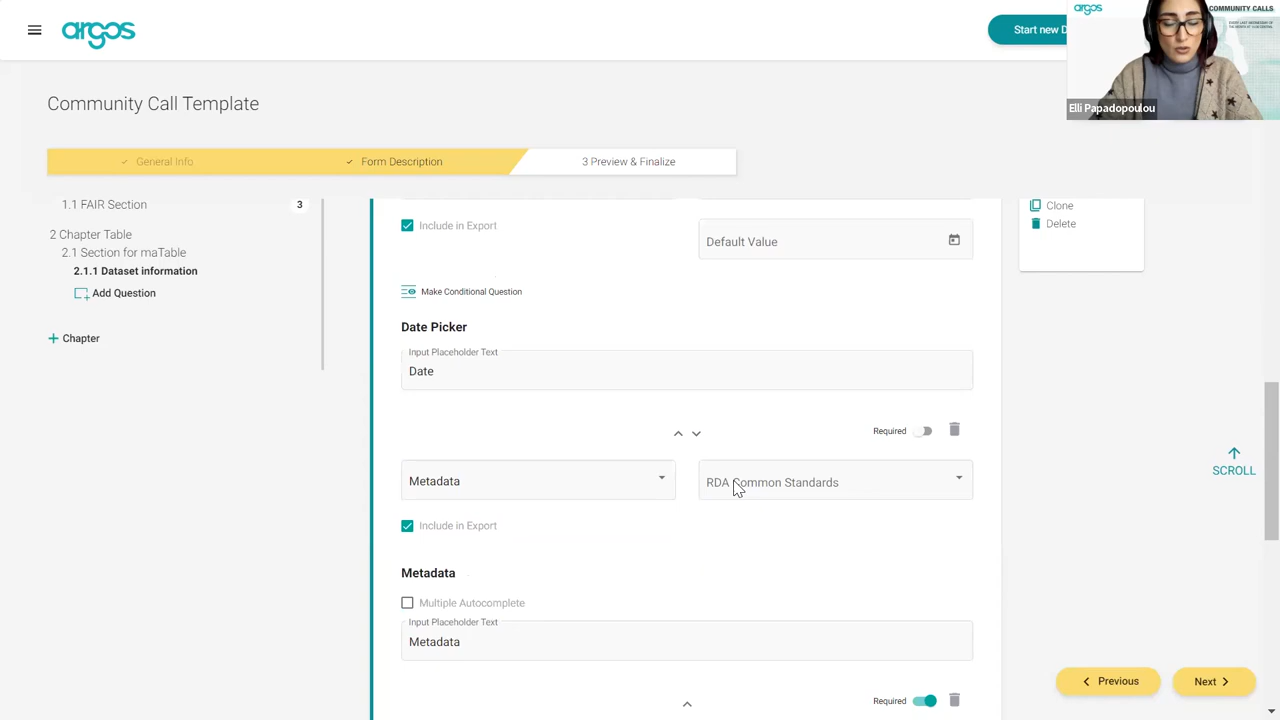 argos
Start new D
argos
COMMUNITY CALLS
Elli Papadopoulou
Community Call Template
General Info
Form Description
3 Preview & Finalize
1.1 FAIR Section
3
2 Chapter Table
2.1 Section for maTable
2.1.1 Dataset information
Add Question
Chapter
Include in Export
Default Value
Make Conditional Question
Date Picker
Input Placeholder Text
Date
Required
Metadata
RDA Common Standards
Include in Export
Metadata
Multiple Autocomplete
Input Placeholder Text
Metadata
Required
Clone
Delete
SCROLL
Previous
Next